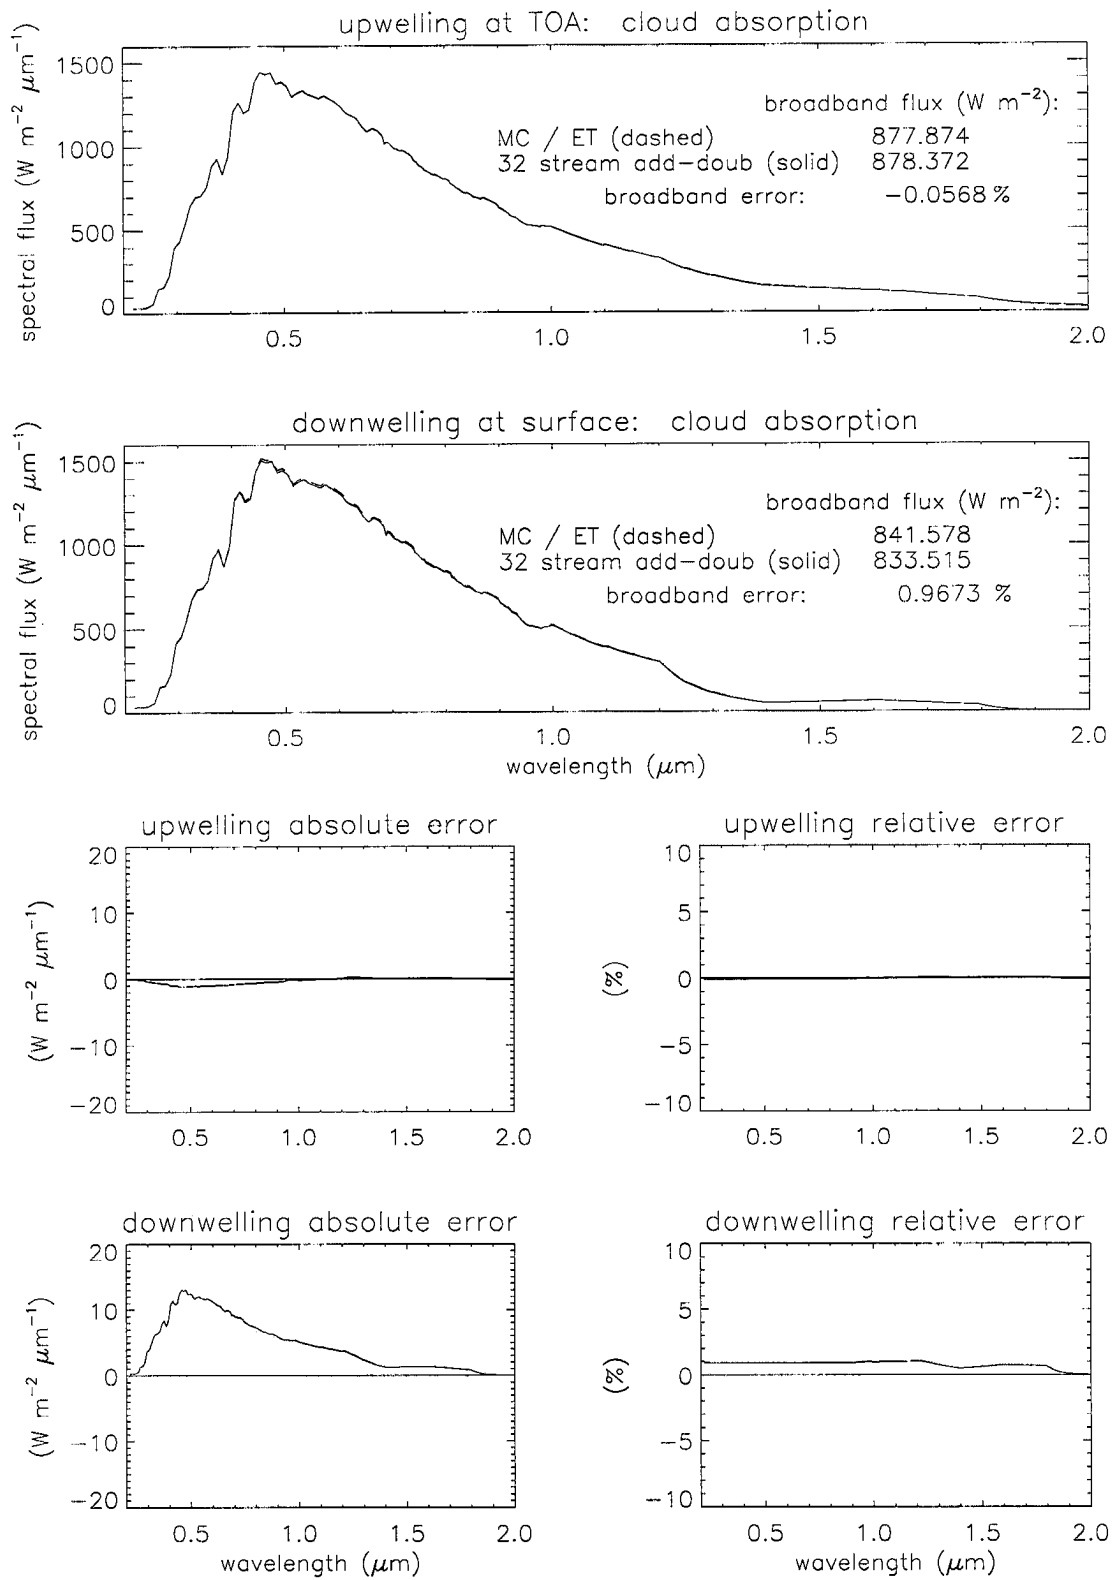 upwelling at TOA: cloud absorption
spectral flux (W m−2 μm−1)
1500
1000
500
0
broadband flux (W m−2):
MC / ET (dashed) 877.874
32 stream add−doub (solid) 878.372
broadband error: −0.0568 %
0.5 1.0 1.5 2.0
downwelling at surface: cloud absorption
spectral flux (W m−2 μm−1)
1500
1000
500
0
broadband flux (W m−2):
MC / ET (dashed) 841.578
32 stream add−doub (solid) 833.515
broadband error: 0.9673 %
0.5 1.0 1.5 2.0
wavelength (μm)
upwelling absolute error
(W m−2 μm−1)
20
10
0
−10
−20
0.5 1.0 1.5 2.0
upwelling relative error
(%)
10
5
0
−5
−10
0.5 1.0 1.5 2.0
downwelling absolute error
(W m−2 μm−1)
20
10
0
−10
−20
0.5 1.0 1.5 2.0
wavelength (μm)
downwelling relative error
(%)
10
5
0
−5
−10
0.5 1.0 1.5 2.0
wavelength (μm)